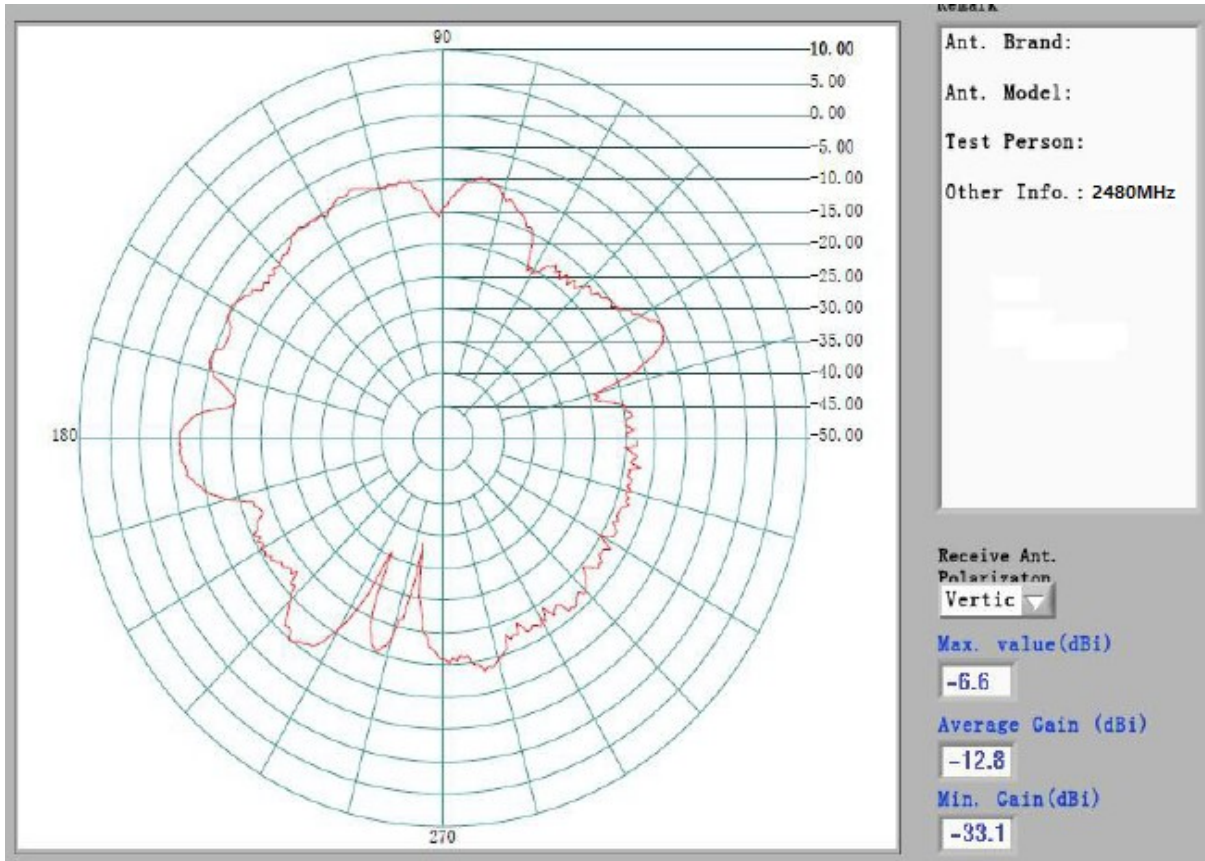 90
10.00
5.00
0.00
-5.00
-10.00
-15.00
-20.00
-25.00
-30.00
-35.00
-40.00
-45.00
-50.00
180
270
Remark
Ant. Brand:
Ant. Model:
Test Person:
Other Info.: 2480MHz
Receive Ant.
Polarizaton
Vertic
Max. value(dBi)
-6.6
Average Gain (dBi)
-12.8
Min. Gain(dBi)
-33.1